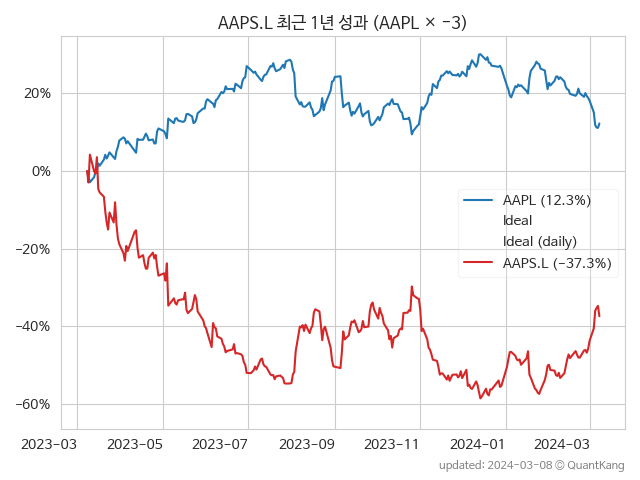 AAPS.L 최근 1년 성과 (AAPL × −3)
20%
0%
−20%
−40%
−60%
AAPL (12.3%)
Ideal
Ideal (daily)
AAPS.L (−37.3%)
2023−03
2023−05
2023−07
2023−09
2023−11
2024−01
2024−03
updated: 2024−03−08 © QuantKang